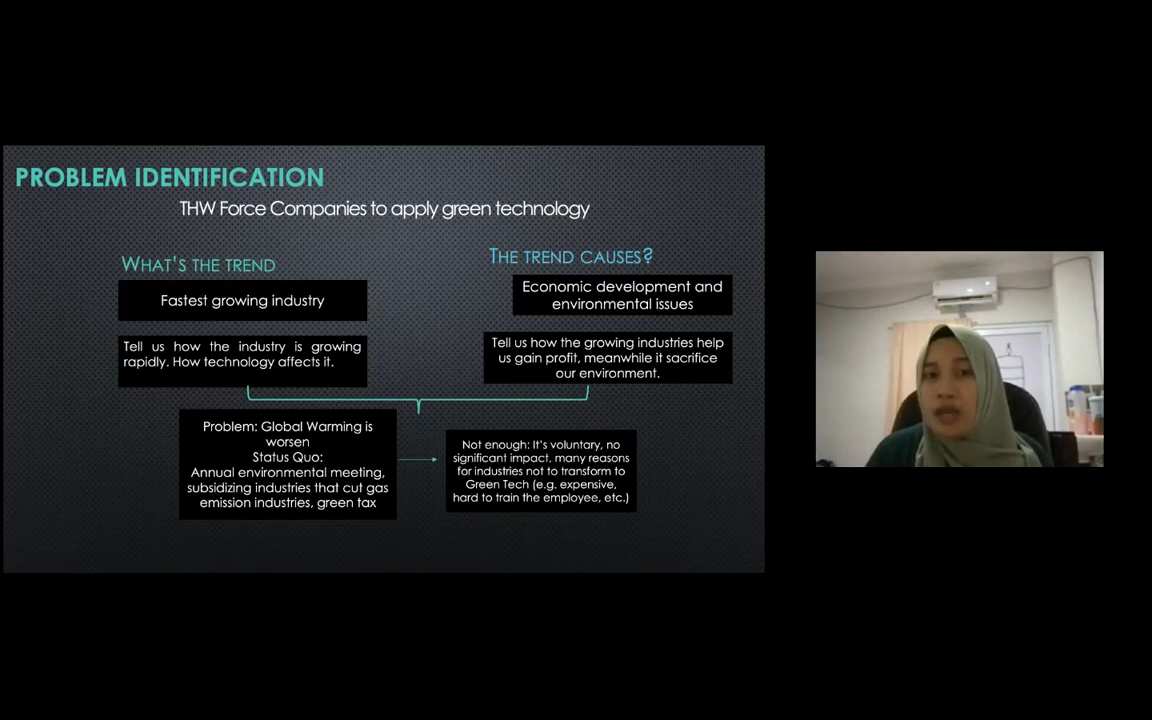 PROBLEM IDENTIFICATION
THW Force Companies to apply green technology
WHAT'S THE TREND
Fastest growing industry
Tell us how the industry is growing
rapidly. How technology affects it.
THE TREND CAUSES?
Economic development and
environmental issues
Tell us how the growing industries help
us gain profit, meanwhile it sacrifice
our environment.
Problem: Global Warming is
worsen
Status Quo:
Annual environmental meeting,
subsidizing industries that cut gas
emission industries, green tax
Not enough: It's voluntary, no
significant impact, many reasons
for industries not to transform to
Green Tech (e.g. expensive,
hard to train the employee, etc.)